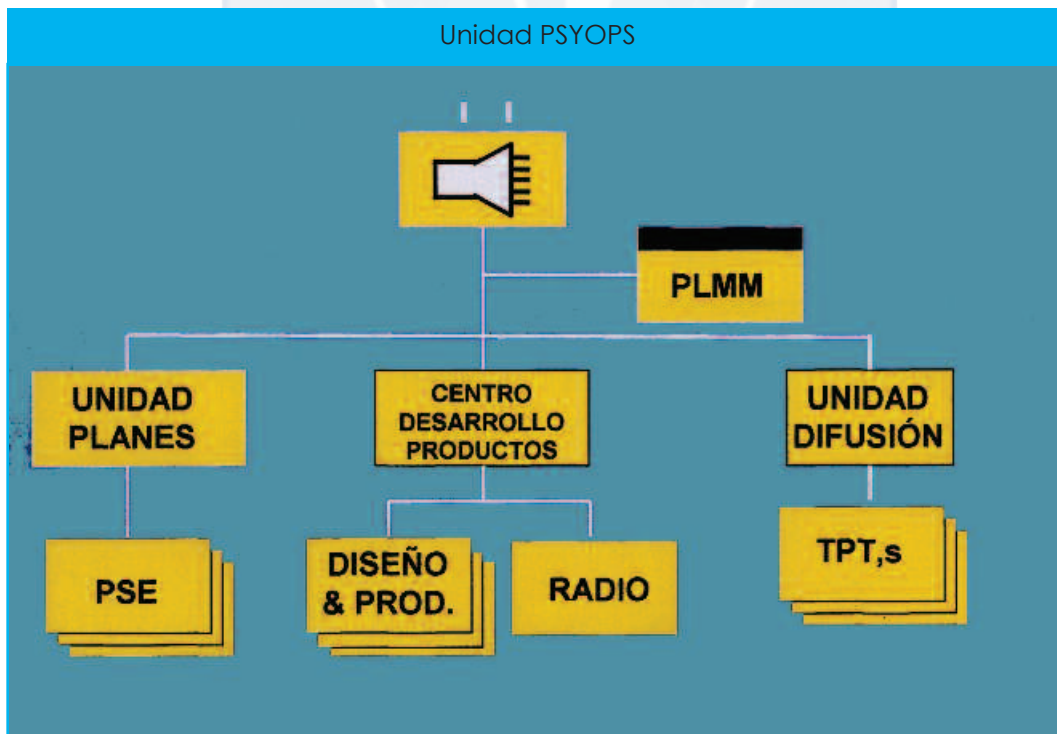 Unidad PSYOPS
PLMM
UNIDAD
PLANES
CENTRO
DESARROLLO
PRODUCTOS
UNIDAD
DIFUSIÓN
PSE
DISEÑO
& PROD.
RADIO
TPT,s